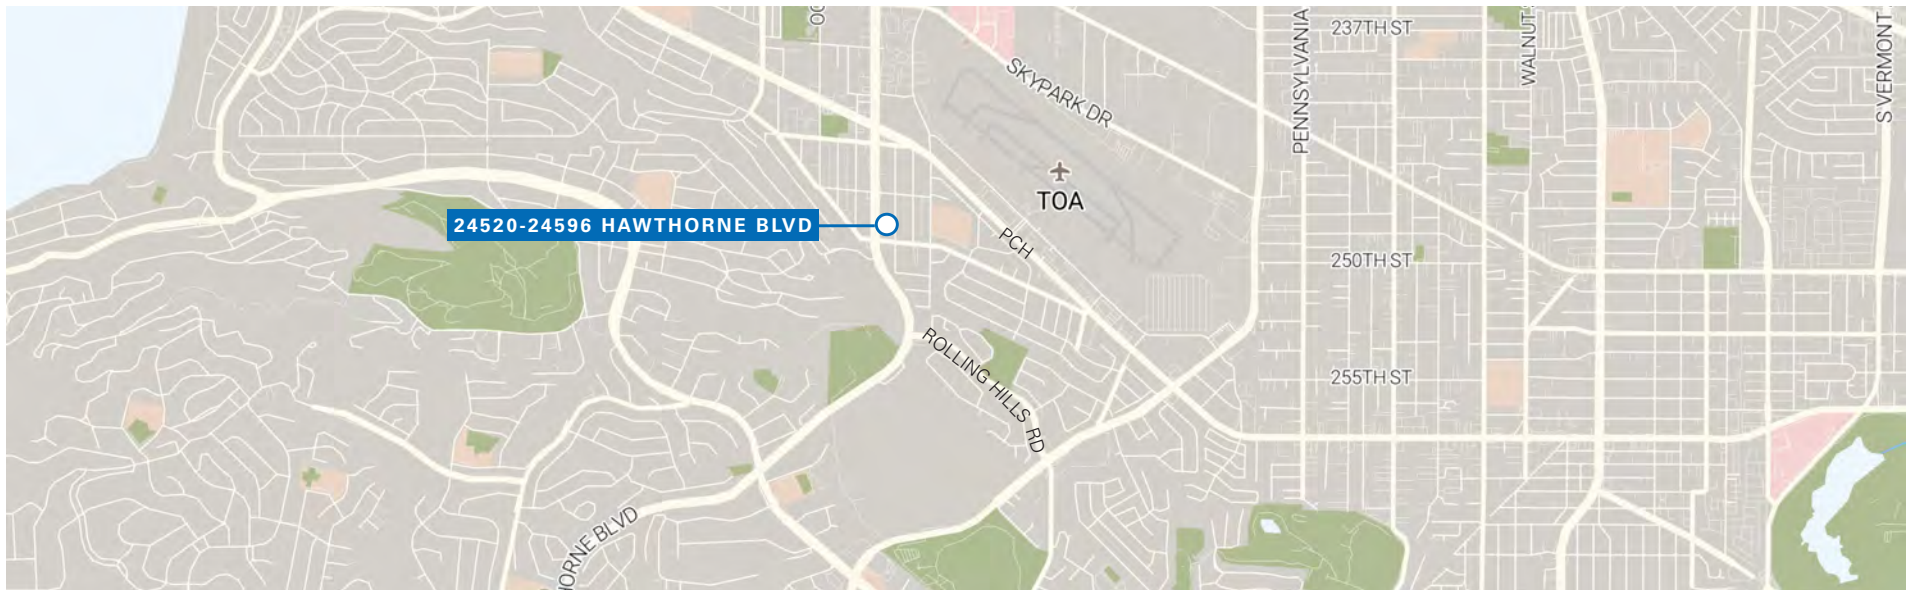 237TH ST
PENNSYLVANIA
S VERMONT
SKYPARK DR
TOA
24520-24596 HAWTHORNE BLVD
PCH
250TH ST
ROLLING HILLS RD
255TH ST
HORNE BLVD
WALNUT